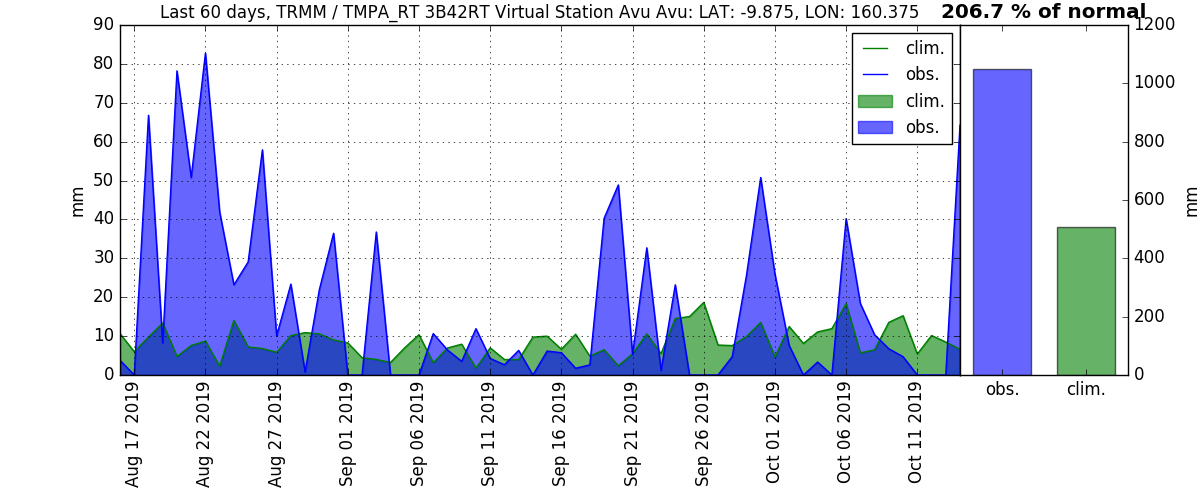 Last 60 days, TRMM / TMPA_RT 3B42RT Virtual Station Avu Avu: LAT: -9.875, LON: 160.375
206.7 % of normal
90
80
70
60
50
40
30
20
10
0
mm
clim.
obs.
clim.
obs.
1200
1000
800
600
400
200
0
mm
Aug 17 2019
Aug 22 2019
Aug 27 2019
Sep 01 2019
Sep 06 2019
Sep 11 2019
Sep 16 2019
Sep 21 2019
Sep 26 2019
Oct 01 2019
Oct 06 2019
Oct 11 2019
obs.
clim.